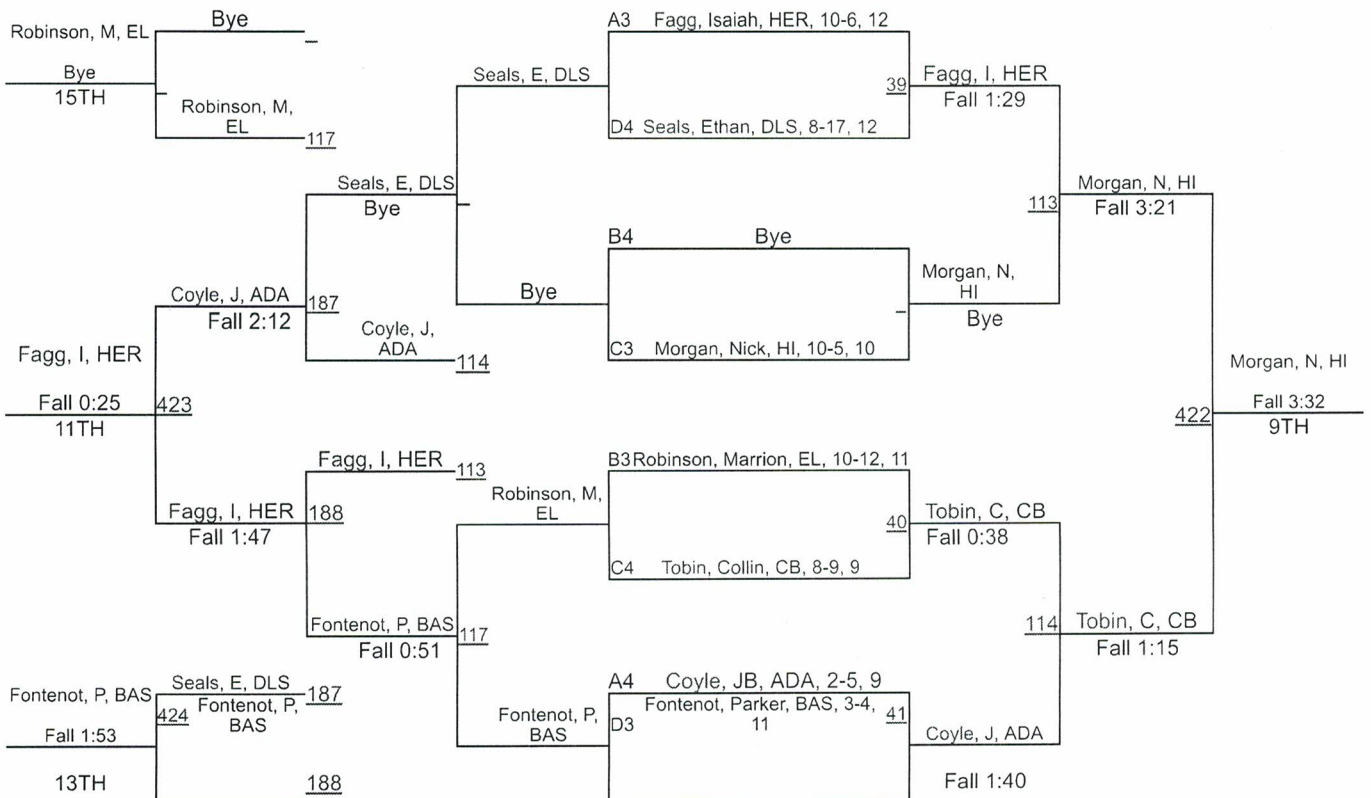 Robinson, M, EL
Bye
15TH
Bye
Robinson, M,
EL
117
Seals, E, DLS
Bye
Coyle, J, ADA
Fall 2:12
187
Coyle, J,
ADA
114
Fagg, I, HER
Fall 0:25
11TH
423
Fagg, I, HER
113
Fagg, I, HER
Fall 1:47
188
Fontenot, P, BAS
Fall 0:51
117
Fontenot, P, BAS
Fall 1:53
13TH
Seals, E, DLS
187
424
Fontenot, P,
BAS
188
Seals, E, DLS
Bye
Robinson, M,
EL
Fontenot, P,
BAS
A3 Fagg, Isaiah, HER, 10-6, 12
39
D4 Seals, Ethan, DLS, 8-17, 12
B4 Bye
C3 Morgan, Nick, HI, 10-5, 10
B3 Robinson, Marrion, EL, 10-12, 11
40
C4 Tobin, Collin, CB, 8-9, 9
A4 Coyle, JB, ADA, 2-5, 9
D3 Fontenot, Parker, BAS, 3-4,
11
41
Fagg, I, HER
Fall 1:29
113
Morgan, N,
HI
Bye
Tobin, C, CB
Fall 0:38
114
Coyle, J, ADA
Fall 1:40
Morgan, N, HI
Fall 3:21
422
Tobin, C, CB
Fall 1:15
Morgan, N, HI
Fall 3:32
9TH